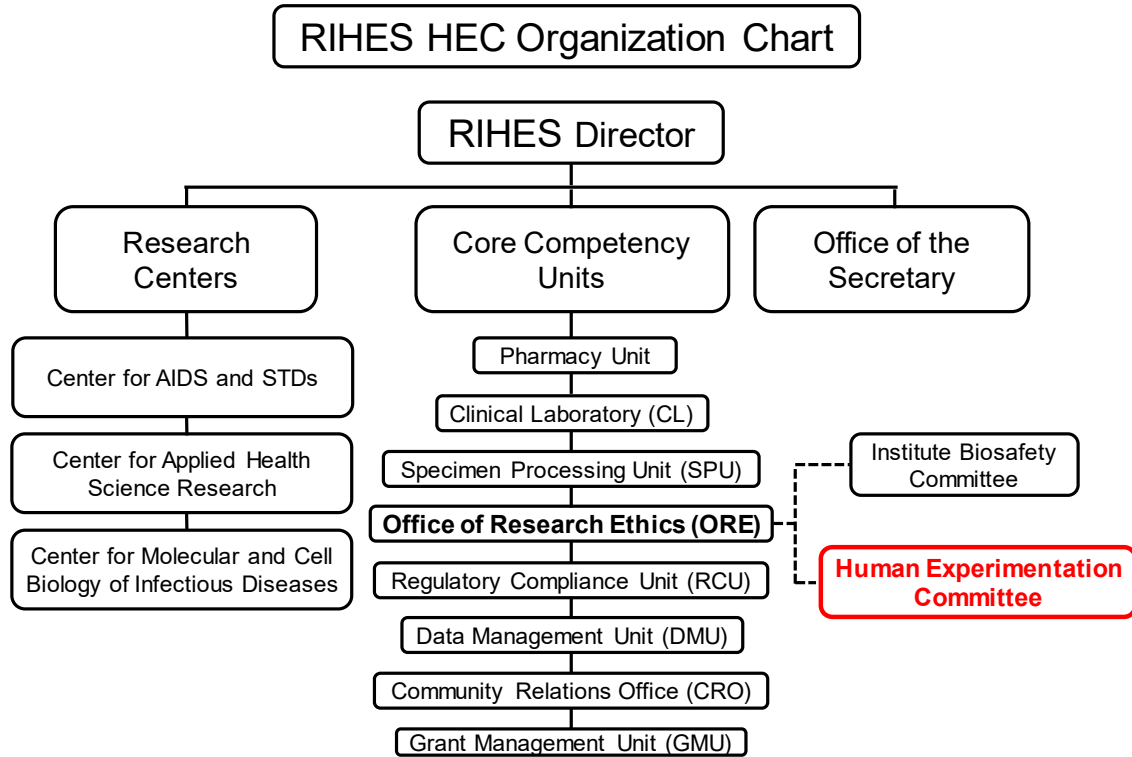 RIHES HEC Organization Chart
RIHES Director
Research
Centers
Core Competency
Units
Office of the
Secretary
Center for AIDS and STDs
Center for Applied Health
Science Research
Center for Molecular and Cell
Biology of Infectious Diseases
Pharmacy Unit
Clinical Laboratory (CL)
Specimen Processing Unit (SPU)
Office of Research Ethics (ORE)
Regulatory Compliance Unit (RCU)
Data Management Unit (DMU)
Community Relations Office (CRO)
Grant Management Unit (GMU)
Institute Biosafety
Committee
Human Experimentation
Committee